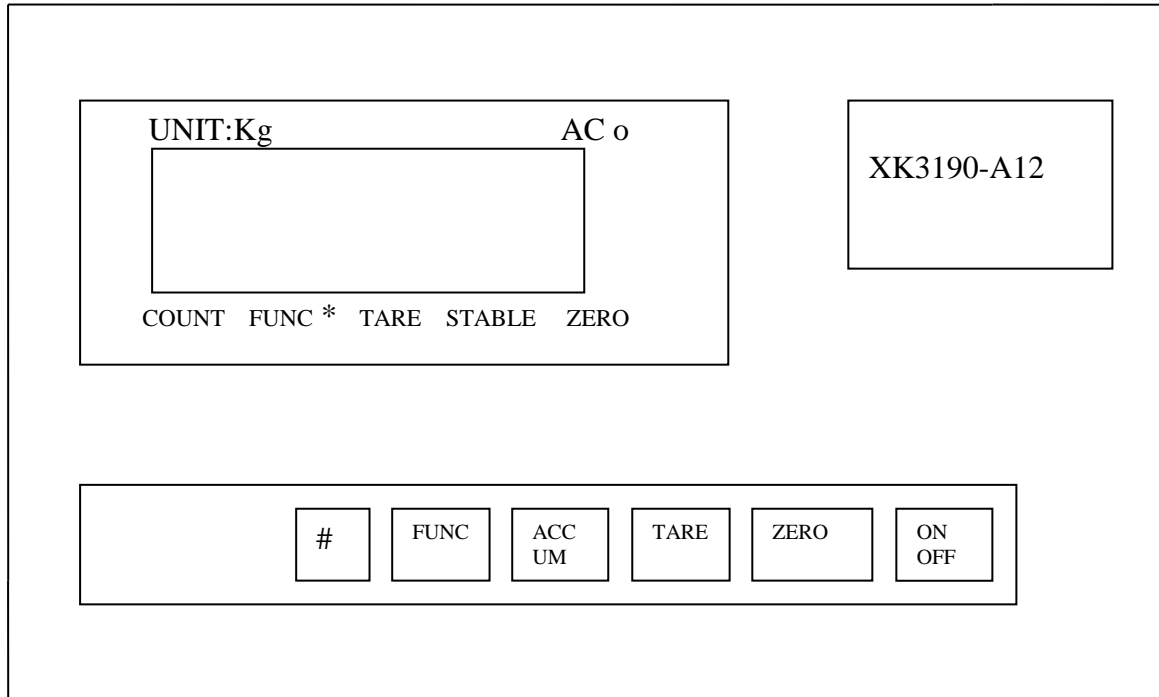 UNIT:Kg AC o
XK3190-A12
COUNT FUNC * TARE STABLE ZERO
# FUNC ACC TARE ZERO ON
UM OFF